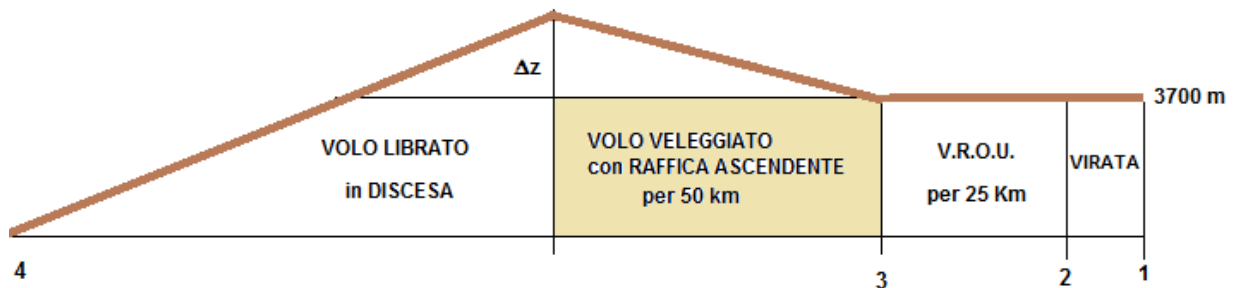 Δz
3700 m
VOLO LIBRATO
in DISCESA
VOLO VELEGGIATO
con RAFFICA ASCENDENTE
per 50 km
V.R.O.U.
per 25 Km
VIRATA
4
3
2
1